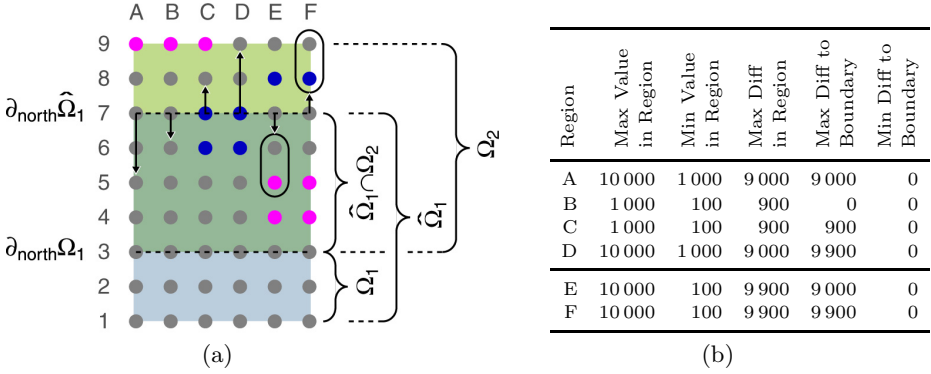 A B C D E F
9
8
∂northΩ̂1 7
6
5
4
∂northΩ1 3
2
1
Ω̂1∩Ω2
Ω1
Ω̂1
Ω2
(a)
Region
Max Value
in Region
Min Value
in Region
Max Diff
in Region
Max Diff to
Boundary
Min Diff to
Boundary
A 10 000 1 000 9 000 9 000 0
B 1 000 100 900 0 0
C 1 000 100 900 900 0
D 10 000 1 000 9 000 9 900 0
E 10 000 100 9 900 9 000 0
F 10 000 100 9 900 9 900 0
(b)